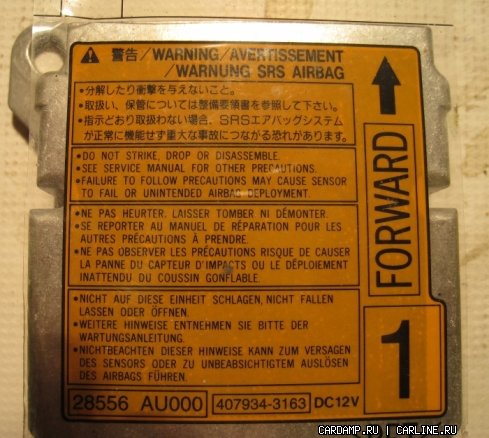 警告/WARNING/AVERTISSEMENT
/WARNUNG SRS AIRBAG
•分解したり衝撃を与えないこと。
•取扱い、保管については整備要領書を参照して下さい。
•指示どおり取扱わない場合、SRSエアバッグシステム
が正常に機能せず重大な事故につながる恐れがあります。
•DO NOT STRIKE, DROP OR DISASSEMBLE.
•SEE SERVICE MANUAL FOR OTHER PRECAUTIONS.
•FAILURE TO FOLLOW PRECAUTIONS MAY CAUSE SENSOR
TO FAIL OR UNINTENDED AIRBAG DEPLOYMENT.
•NE PAS HEURTER. LAISSER TOMBER NI DÉMONTER.
•SE REPORTER AU MANUEL DE RÉPARATION POUR LES
AUTRES PRÉCAUTIONS À PRENDRE.
•NE PAS OBSERVER LES PRÉCAUTIONS RISQUE DE CAUSER
LA PANNE DU CAPTEUR D'IMPACTS OU LE DÉPLOIEMENT
INATTENDU DU COUSSIN GONFLABLE.
•NICHT AUF DIESE EINHEIT SCHLAGEN, NICHT FALLEN
LASSEN ODER ÖFFNEN.
•WEITERE HINWEISE ENTNEHMEN SIE BITTE DER
WARTUNGSANLEITUNG.
•NICHTBEACHTEN DIESER HINWEISE KANN ZUM VERSAGEN
DES SENSORS ODER ZU UNBEABSICHTIGTEM AUSLÖSEN
DES AIRBAGS FÜHREN.
28556 AU000 407934-3163 DC12V
FORWARD
1
CARDAMP.RU | CARLINE.RU